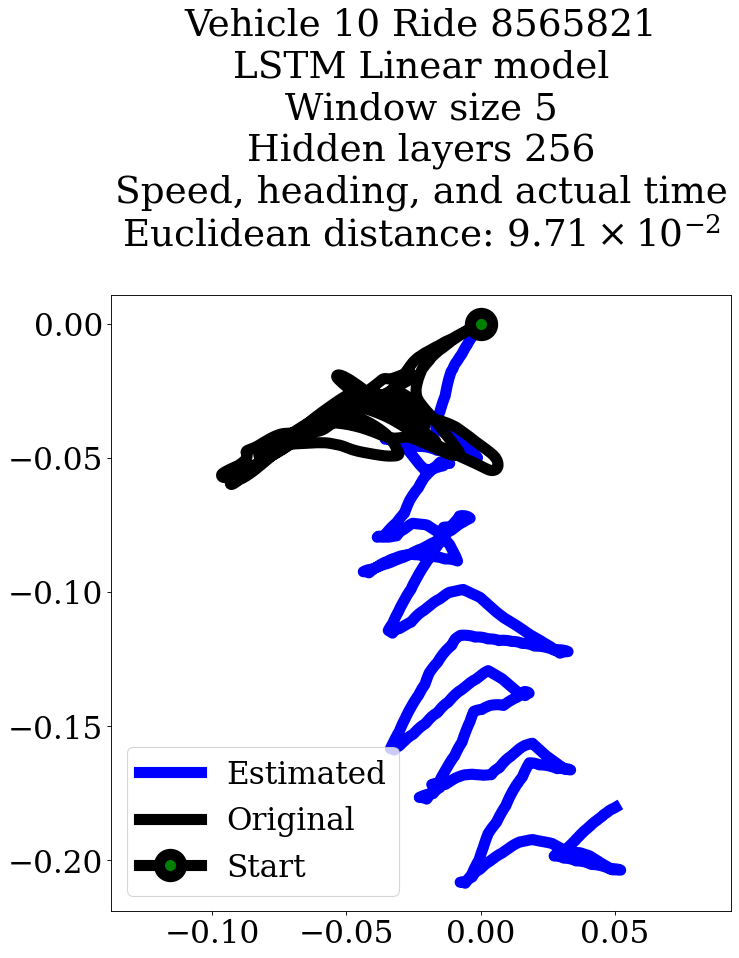 Vehicle 10 Ride 8565821
LSTM Linear model
Window size 5
Hidden layers 256
Speed, heading, and actual time
Euclidean distance: 9.71 × 10⁻²
0.00
−0.05
−0.10
−0.15
−0.20
Estimated
Original
Start
−0.10 −0.05 0.00 0.05